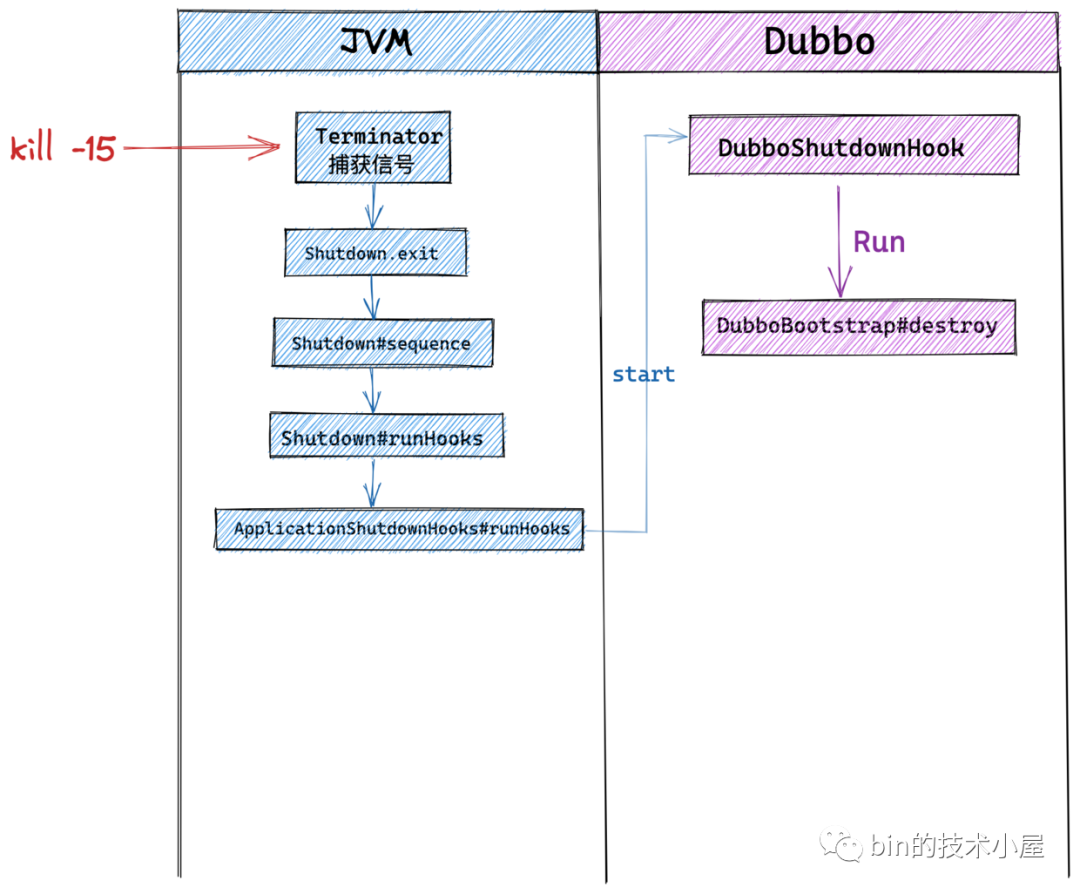 JVM
Dubbo
kill -15
Terminator
捕获信号
Shutdown.exit
Shutdown#sequence
Shutdown#runHooks
ApplicationShutdownHooks#runHooks
start
DubboShutdownHook
Run
DubboBootstrap#destroy
bin的技术小屋